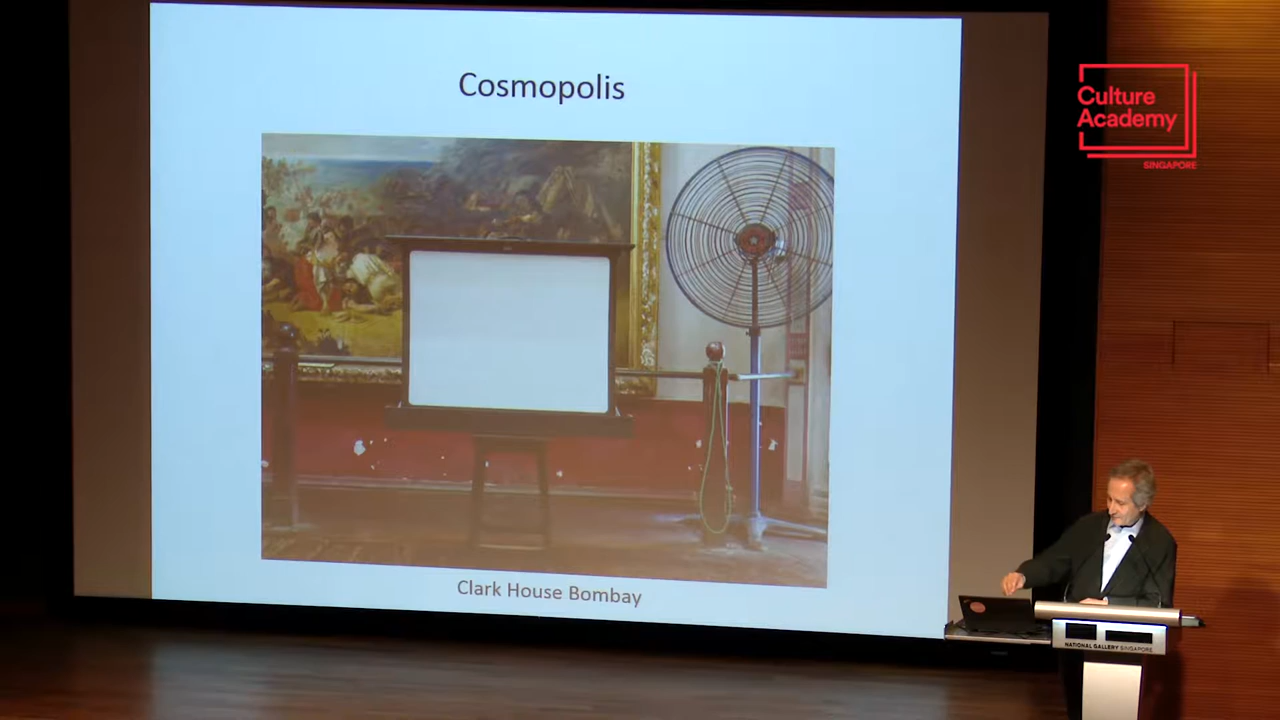 Cosmopolis
Clark House Bombay
Culture
Academy
SINGAPORE
NATIONAL GALLERY SINGAPORE